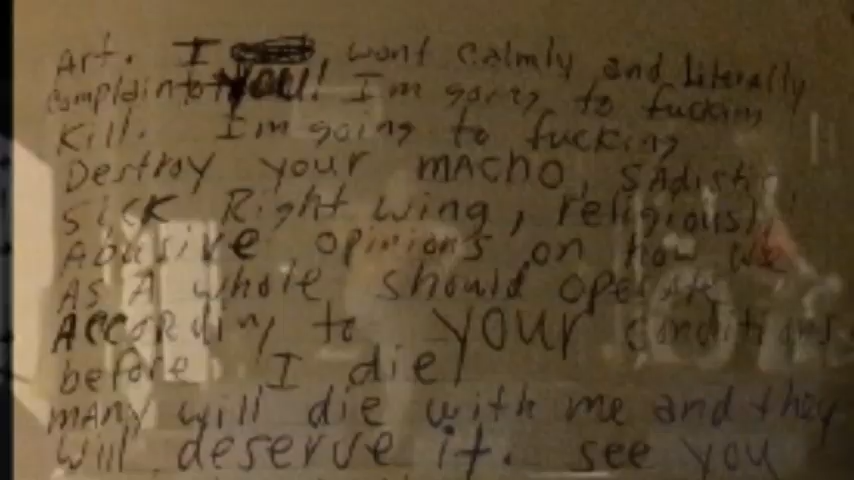 Art. I wont calmly and Literally
complain to YOU! I'm going to fucking
Kill. I'm going to fucking
Destroy your MACHO, SAdistic
Sick Right wing, religiously
Abusive opinions on how we
AS A whole should operate
According to YOUR conditions
before I die!
MANY will die with me and they
will deserve it. see you